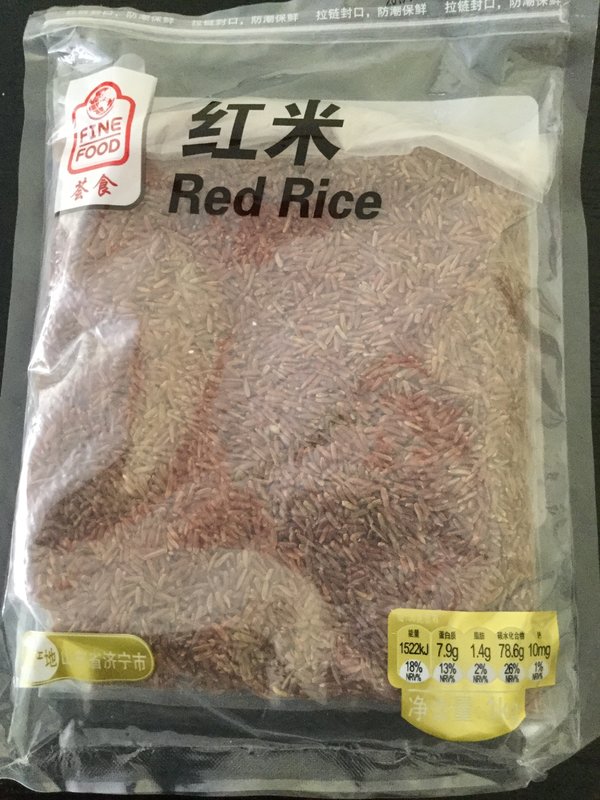 拉链封口，防潮保鲜 拉链封口，防潮保鲜 拉链封口，防潮保鲜
FINE
FOOD
荟食
红米
Red Rice
能量 蛋白质 脂肪 碳水化合物 钠
1522kJ 7.9g 1.4g 78.6g 10mg
18% 13% 2% 26% 1%
NRV% NRV% NRV% NRV% NRV%
净含量
地 山东省济宁市